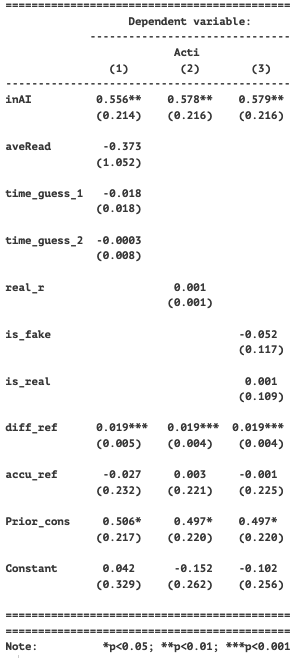 ==========================================
Dependent variable:
-----------------------------
Acti
(1) (2) (3)
------------------------------------------
inAI 0.556** 0.578** 0.579**
(0.214) (0.216) (0.216)
aveRead -0.373
(1.052)
time_guess_1 -0.018
(0.018)
time_guess_2 -0.0003
(0.008)
real_r 0.001
(0.001)
is_fake -0.052
(0.117)
is_real 0.001
(0.109)
diff_ref 0.019*** 0.019*** 0.019***
(0.005) (0.004) (0.004)
accu_ref -0.027 0.003 -0.001
(0.232) (0.221) (0.225)
Prior_cons 0.506* 0.497* 0.497*
(0.217) (0.220) (0.220)
Constant 0.042 -0.152 -0.102
(0.329) (0.262) (0.256)
==========================================
==========================================
Note: *p<0.05; **p<0.01; ***p<0.001